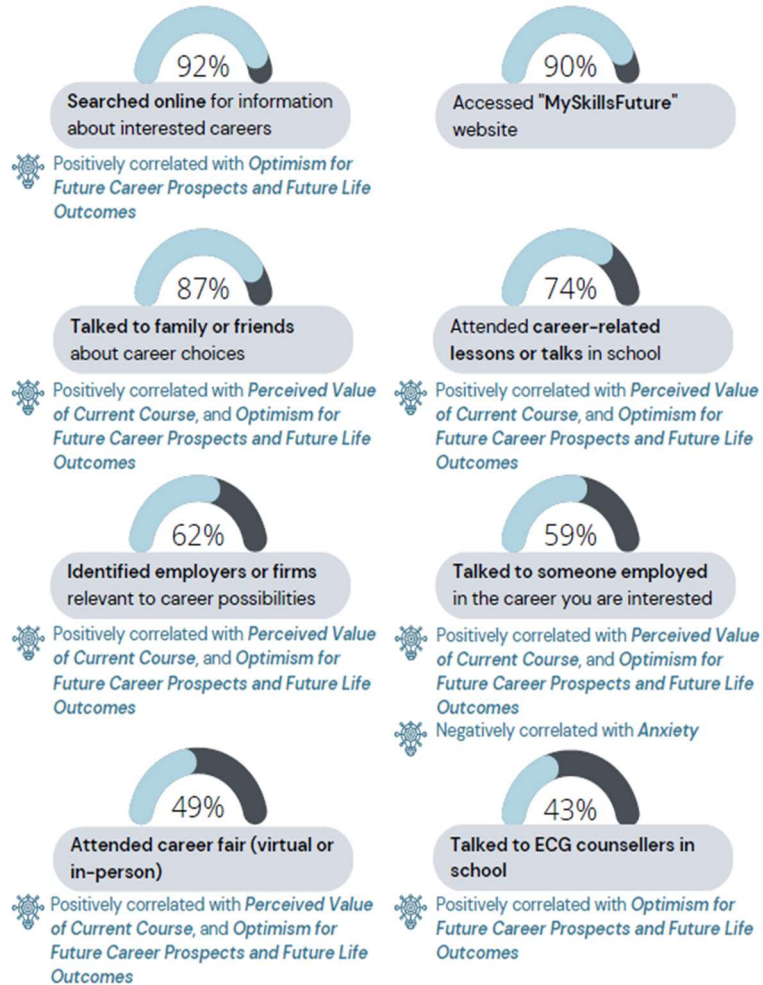 92%
Searched online for information
about interested careers
Positively correlated with Optimism for
Future Career Prospects and Future Life
Outcomes
90%
Accessed "MySkillsFuture"
website
87%
Talked to family or friends
about career choices
Positively correlated with Perceived Value
of Current Course, and Optimism for
Future Career Prospects and Future Life
Outcomes
74%
Attended career-related
lessons or talks in school
Positively correlated with Perceived Value
of Current Course, and Optimism for
Future Career Prospects and Future Life
Outcomes
62%
Identified employers or firms
relevant to career possibilities
Positively correlated with Perceived Value
of Current Course, and Optimism for
Future Career Prospects and Future Life
Outcomes
59%
Talked to someone employed
in the career you are interested
Positively correlated with Perceived Value
of Current Course, and Optimism for
Future Career Prospects and Future Life
Outcomes
Negatively correlated with Anxiety
49%
Attended career fair (virtual or
in-person)
Positively correlated with Perceived Value
of Current Course, and Optimism for
Future Career Prospects and Future Life
Outcomes
43%
Talked to ECG counsellers in
school
Positively correlated with Optimism for
Future Career Prospects and Future Life
Outcomes